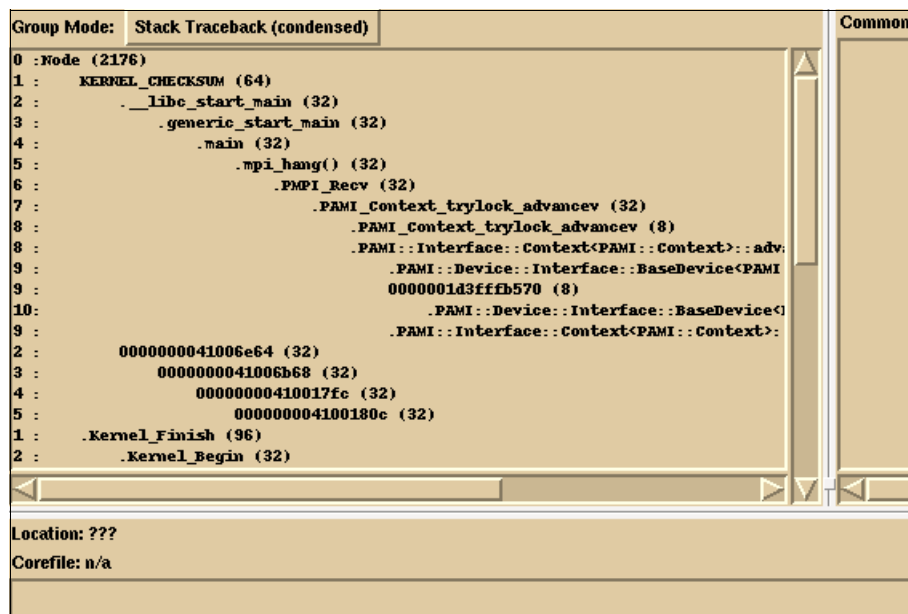 Group Mode: Stack Traceback (condensed)
Common
0 :Node (2176)
1 : KERNEL_CHECKSUM (64)
2 : .__libc_start_main (32)
3 : .generic_start_main (32)
4 : .main (32)
5 : .mpi_hang() (32)
6 : .PMPI_Recv (32)
7 : .PAMI_Context_trylock_advancev (32)
8 : .PAMI_Context_trylock_advancev (8)
8 : .PAMI::Interface::Context<PAMI::Context>::adv
9 : .PAMI::Device::Interface::BaseDevice<PAMI
9 : 0000001d3fffb570 (8)
10: .PAMI::Device::Interface::BaseDevice<
9 : .PAMI::Interface::Context<PAMI::Context>:
2 : 0000000041006e64 (32)
3 : 0000000041006b68 (32)
4 : 00000000410017fc (32)
5 : 000000004100180c (32)
1 : .Kernel_Finish (96)
2 : .Kernel_Begin (32)
Location: ???
Corefile: n/a